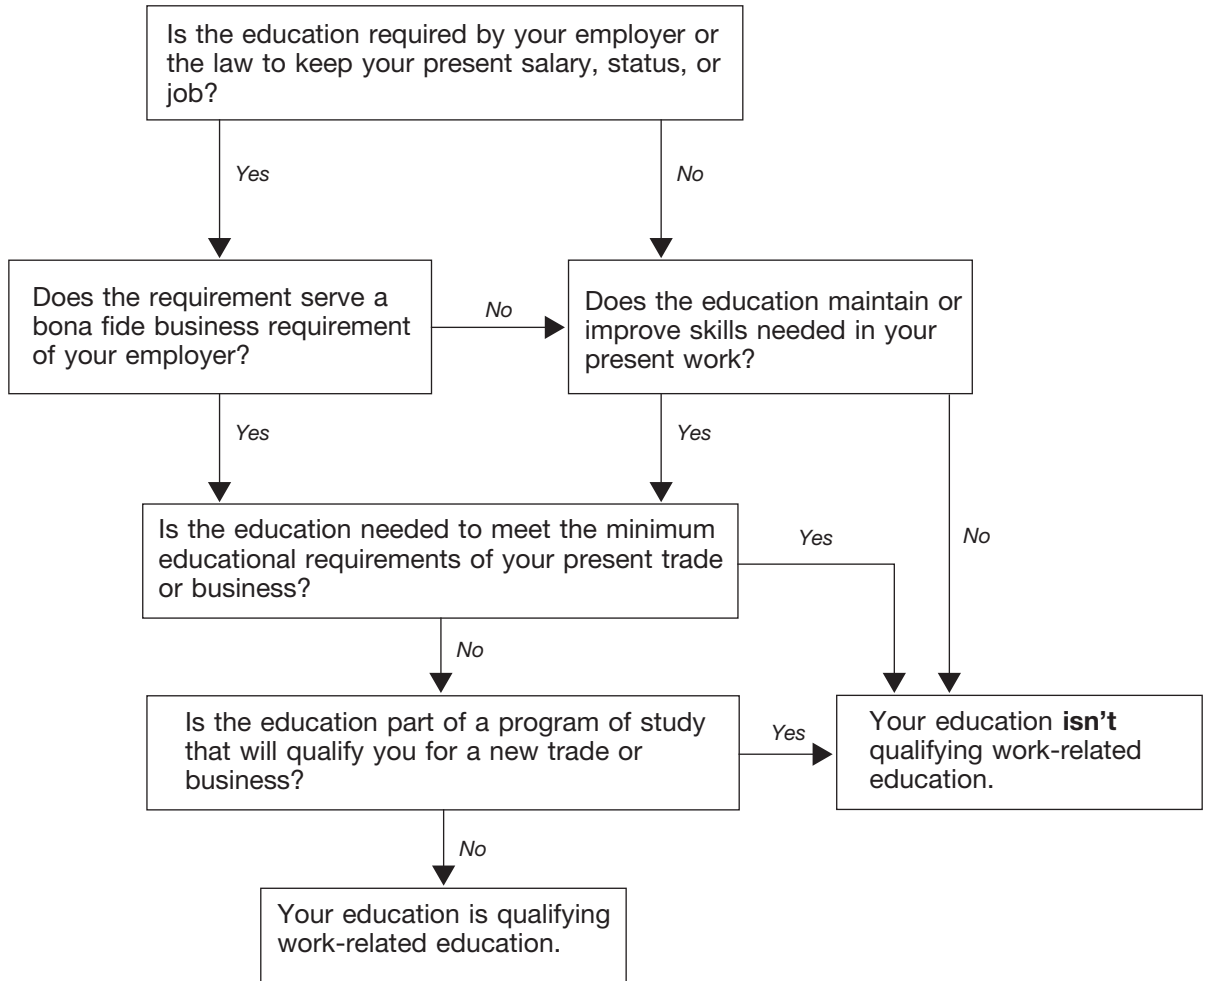 Is the education required by your employer or
the law to keep your present salary, status, or
job?
Yes
No
Does the requirement serve a
bona fide business requirement
of your employer?
No
Does the education maintain or
improve skills needed in your
present work?
Yes
Yes
No
Is the education needed to meet the minimum
educational requirements of your present trade
or business?
Yes
No
Is the education part of a program of study
that will qualify you for a new trade or
business?
Yes
Your education isn't
qualifying work-related
education.
No
Your education is qualifying
work-related education.